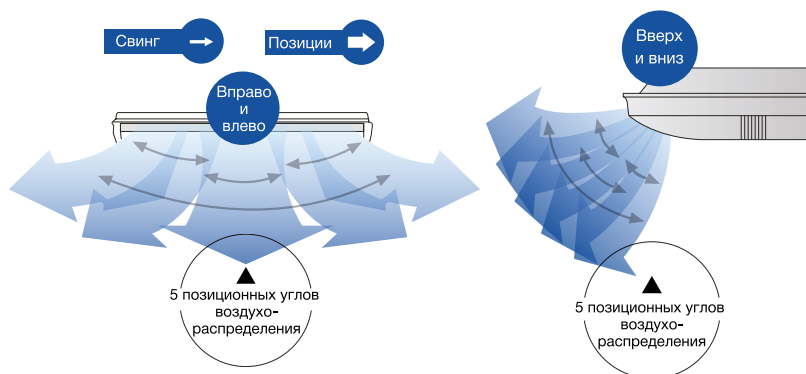 Свинг
Позиции
Вправо
и
влево
5 позиционных углов
воздухо-
распределения
Вверх
и вниз
5 позиционных углов
воздухо-
распределения